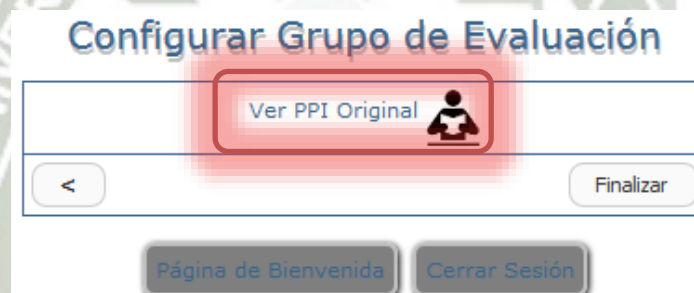 Configurar Grupo de Evaluación
Ver PPI Original
< Finalizar
Página de Bienvenida Cerrar Sesión